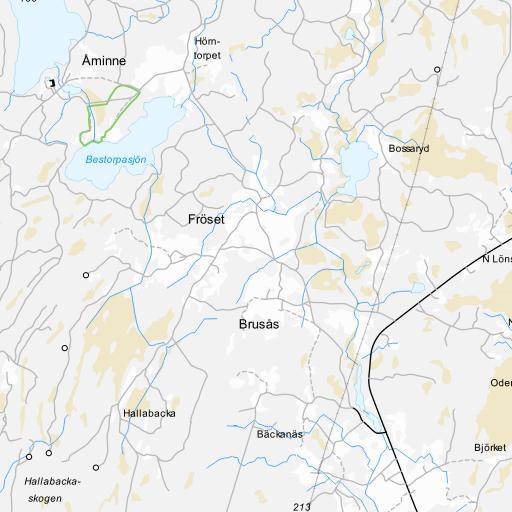 Hörn-
torpet
Åminne
Bossaryd
Bestorpasjön
Fröset
N Löns
Brusås
Oder
Hallabacka
Bäckanäs
Björket
Hallabacka-
skogen
213